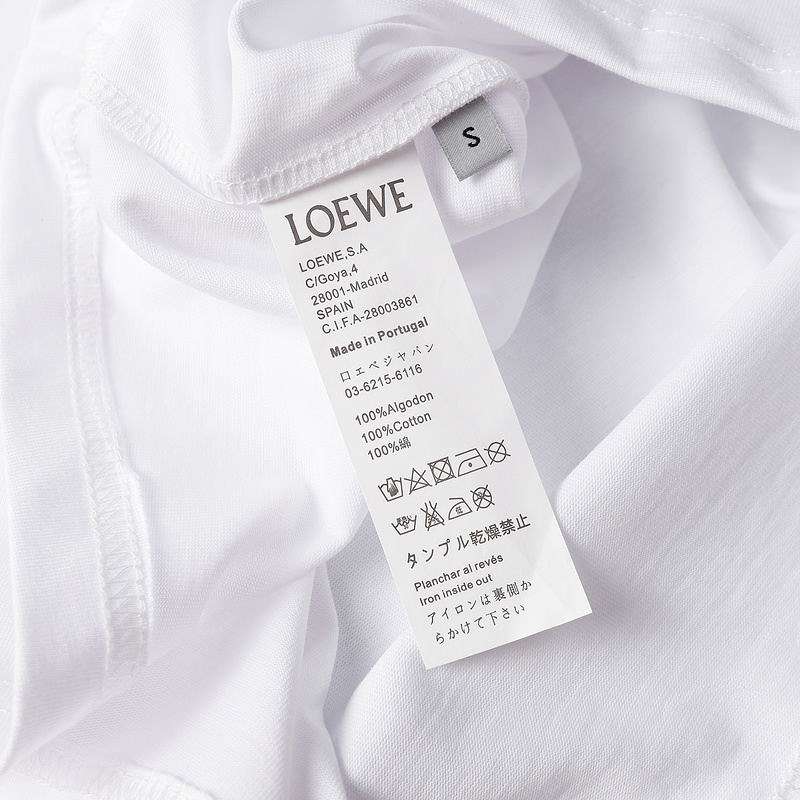 S
LOEWE
LOEWE,S.A
C/Goya,4
28001-Madrid
SPAIN
C.I.F.A-28003861
Made in Portugal
ロエベジャパン
03-6215-6116
100%Algodon
100%Cotton
100%綿
タンブル乾燥禁止
Planchar al revés
Iron inside out
アイロンは裏側か
らかけて下さい